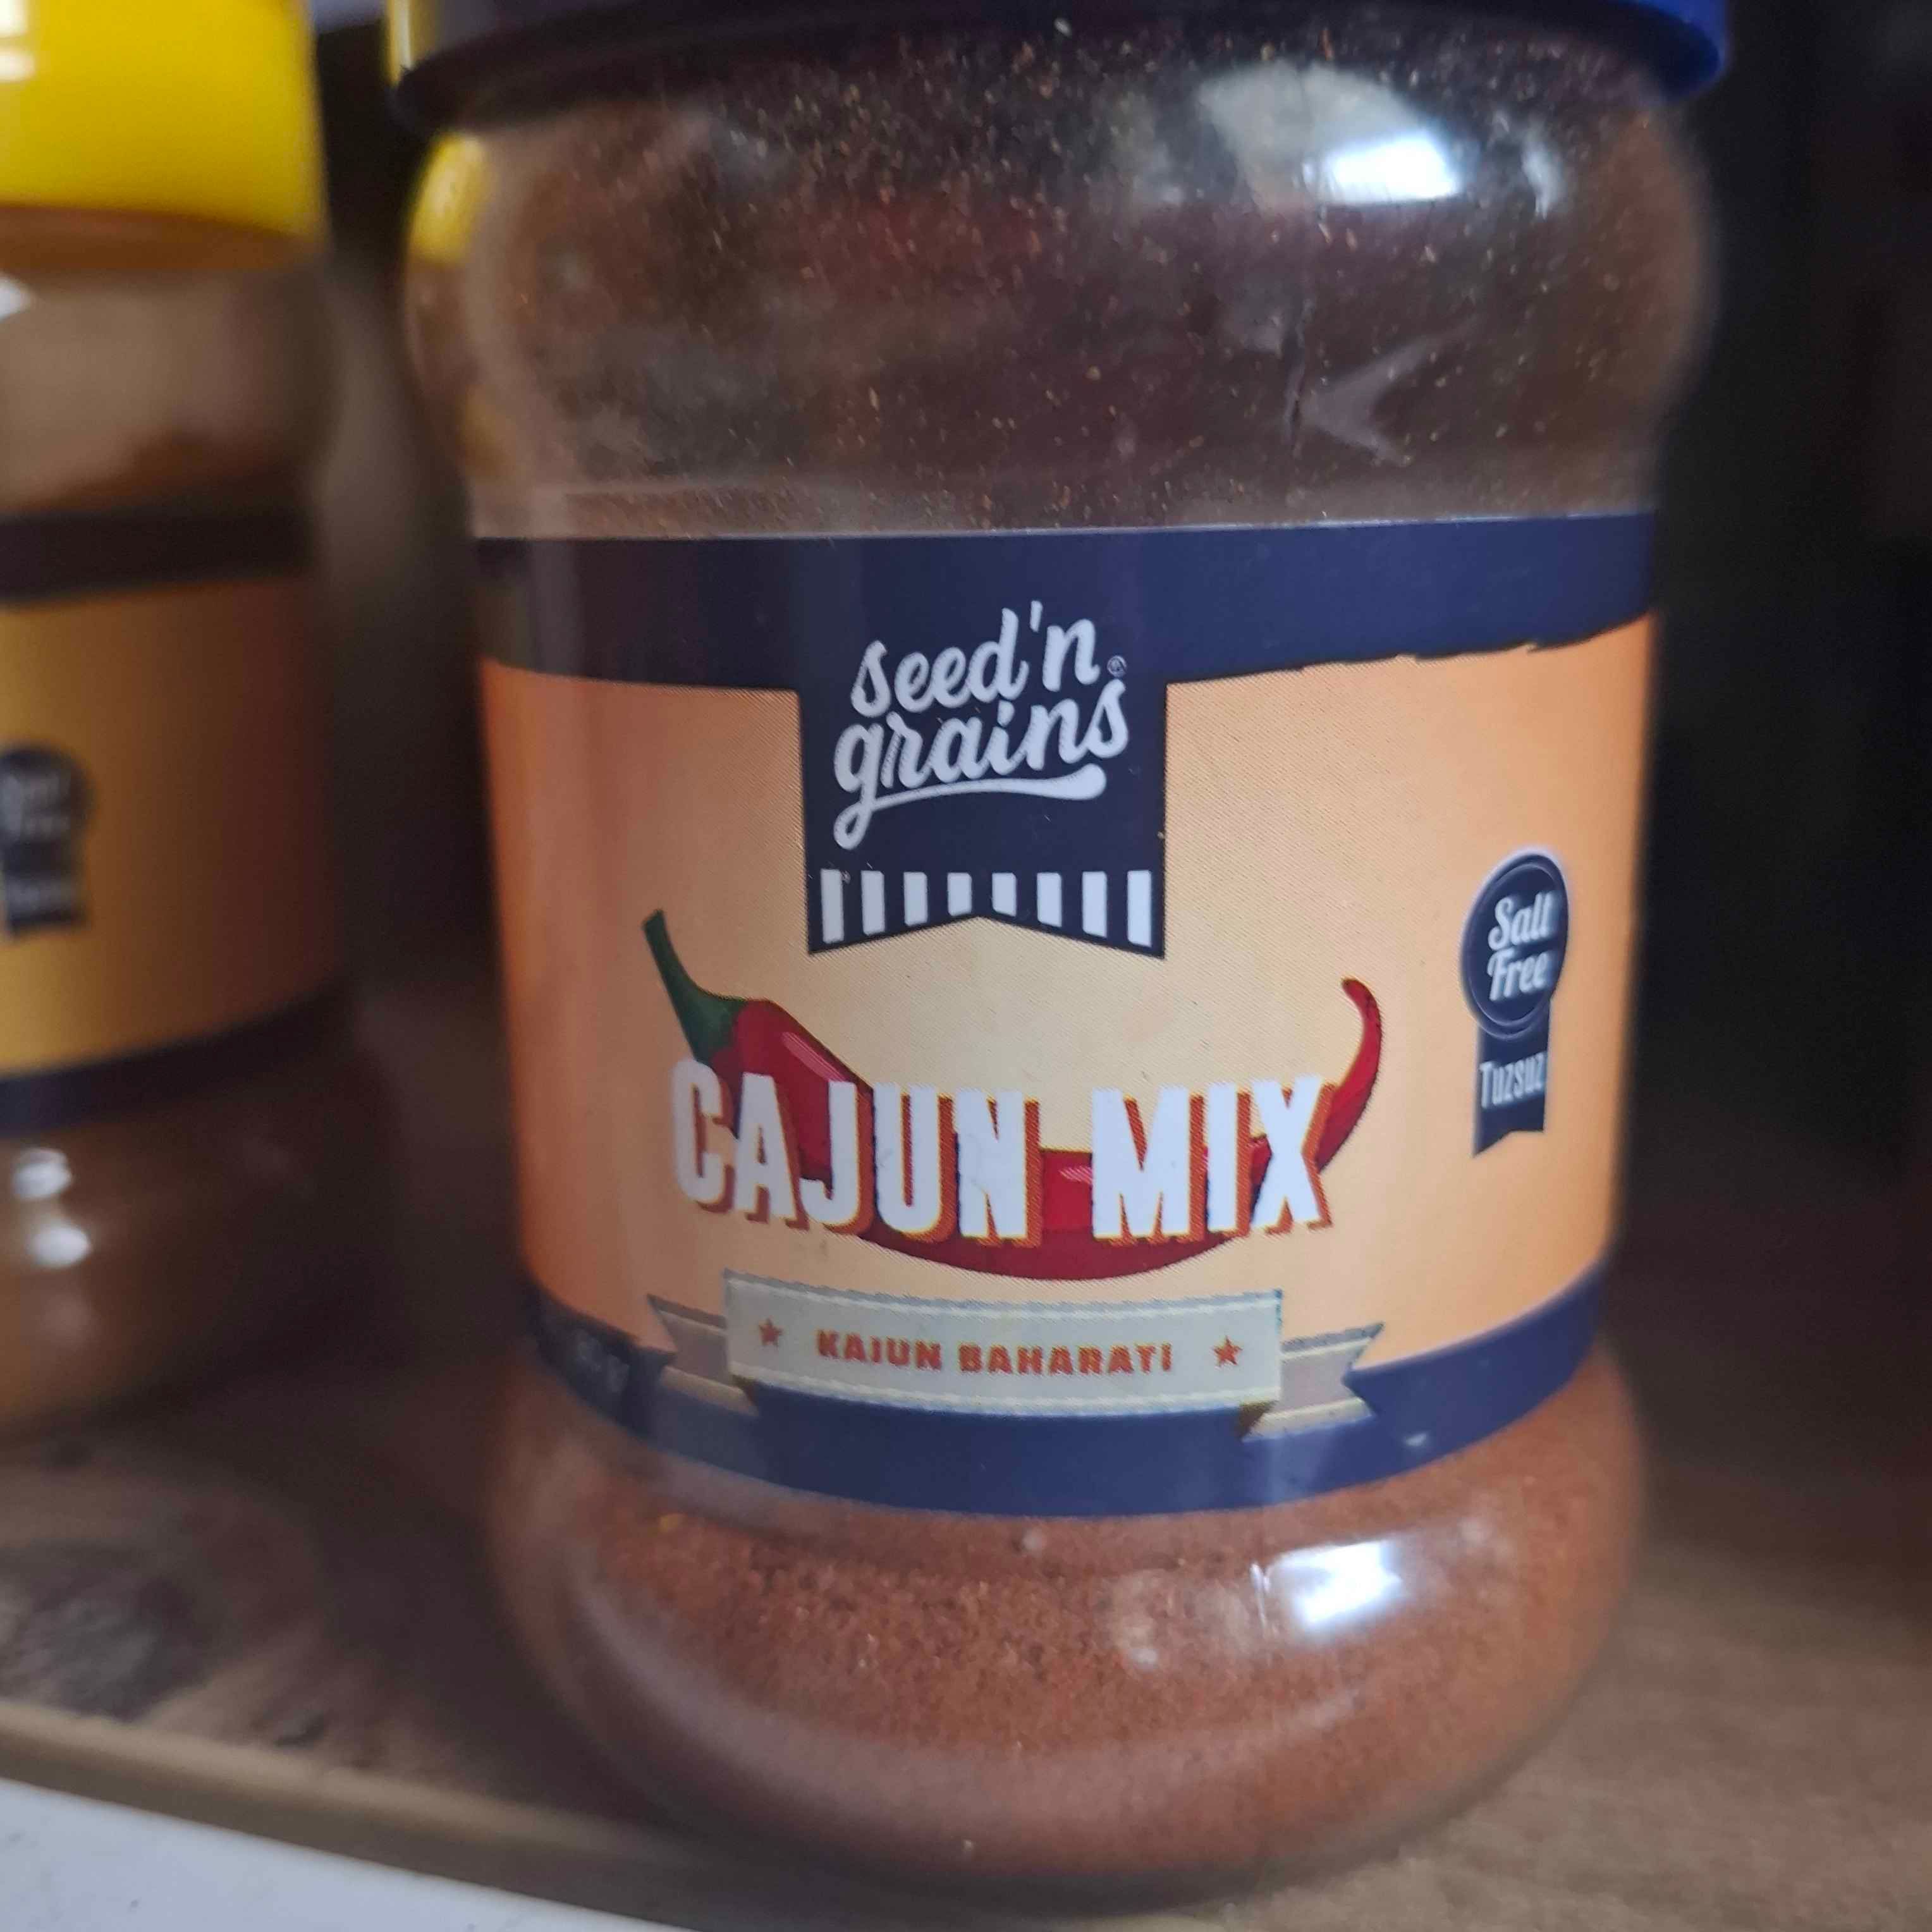 seed'n
grains®
Salt
Free
Tuzsuz
CAJUN MIX
KAJUN BAHARATI